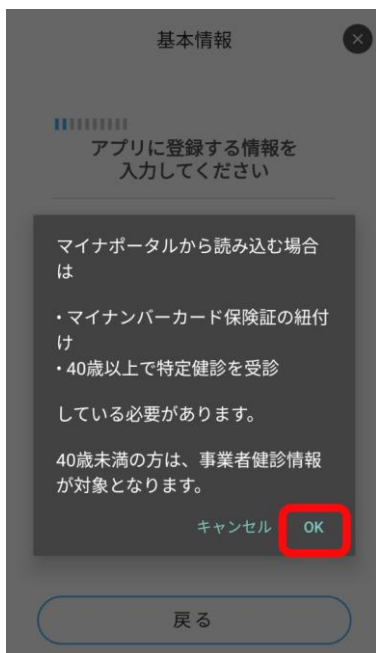 基本情報
アプリに登録する情報を
入力してください
マイナポータルから読み込む場合
は
・マイナンバーカード保険証の紐付
け
・40歳以上で特定健診を受診
している必要があります。
40歳未満の方は、事業者健診情報
が対象となります。
キャンセル OK
戻る